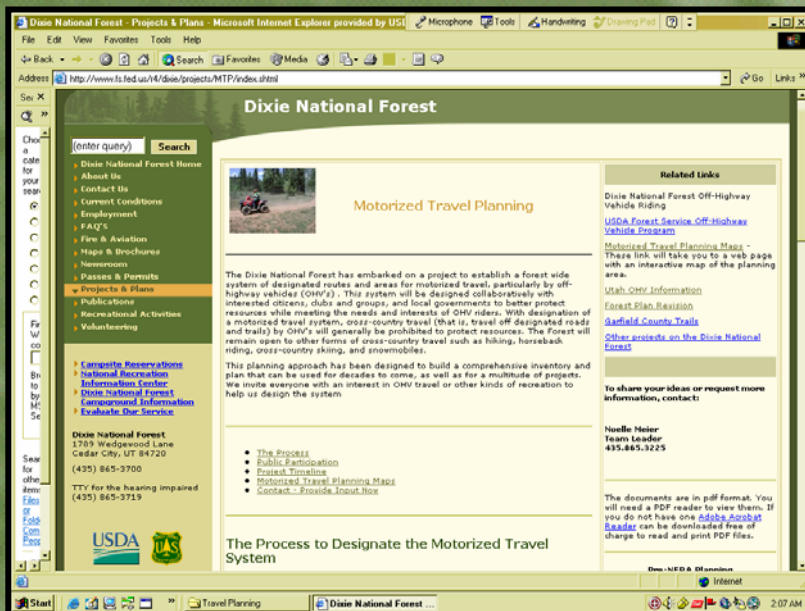 Dixie National Forest - Projects & Plans - Microsoft Internet Explorer provided by USD
Microphone Tools Handwriting Drawing Pad
File Edit View Favorites Tools Help
Back Search Favorites Media
Address http://www.fs.fed.us/r4/dixie/projects/MTP/index.shtml Go Links »
Dixie National Forest
(enter query) Search
Dixie National Forest Home
About Us
Contact Us
Current Conditions
Employment
FAQ'S
Fire & Aviation
Maps & Brochures
Newsroom
Passes & Permits
Projects & Plans
Publications
Recreational Activities
Volunteering
Campsite Reservations
National Recreation
Information Center
Dixie National Forest
Campground Information
Evaluate Our Service
Dixie National Forest
1789 Wedgewood Lane
Cedar City, UT 84720
(435) 865-3700
TTY for the hearing impaired
(435) 865-3719
USDA
Motorized Travel Planning
The Dixie National Forest has embarked on a project to establish a forest wide
system of designated routes and areas for motorized travel, particularly by off-
highway vehicles (OHV's) . This system will be designed collaboratively with
interested citizens, clubs and groups, and local governments to better protect
resources while meeting the needs and interests of OHV riders. With designation of
a motorized travel system, cross-country travel (that is, travel off designated roads
and trails) by OHV's will generally be prohibited to protect resources. The Forest will
remain open to other forms of cross-country travel such as hiking, horseback
riding, cross-country skiing, and snowmobiles.
This planning approach has been designed to build a comprehensive inventory and
plan that can be used for decades to come, as well as for a multitude of projects.
We invite everyone with an interest in OHV travel or other kinds of recreation to
help us design the system
The Process
Public Participation
Project Timeline
Motorized Travel Planning Maps
Contact - Provide Input Now
The Process to Designate the Motorized Travel
System
Related Links
Dixie National Forest Off-Highway
Vehicle Riding
USDA Forest Service Off-Highway
Vehicle Program
Motorized Travel Planning Maps -
These link will take you to a web page
with an interactive map of the planning
area.
Utah OHV Information
Forest Plan Revision
Garfield County Trails
Other projects on the Dixie National
Forest
To share your ideas or request more
information, contact:
Noelle Meier
Team Leader
435.865.3225
The documents are in pdf format. You
will need a PDF reader to view them. If
you do not have one Adobe Acrobat
Reader can be downloaded free of
charge to read and print PDF files.
Pre-NEPA Planning
Internet
Start » Travel Planning Dixie National Forest ... 2:07 AM